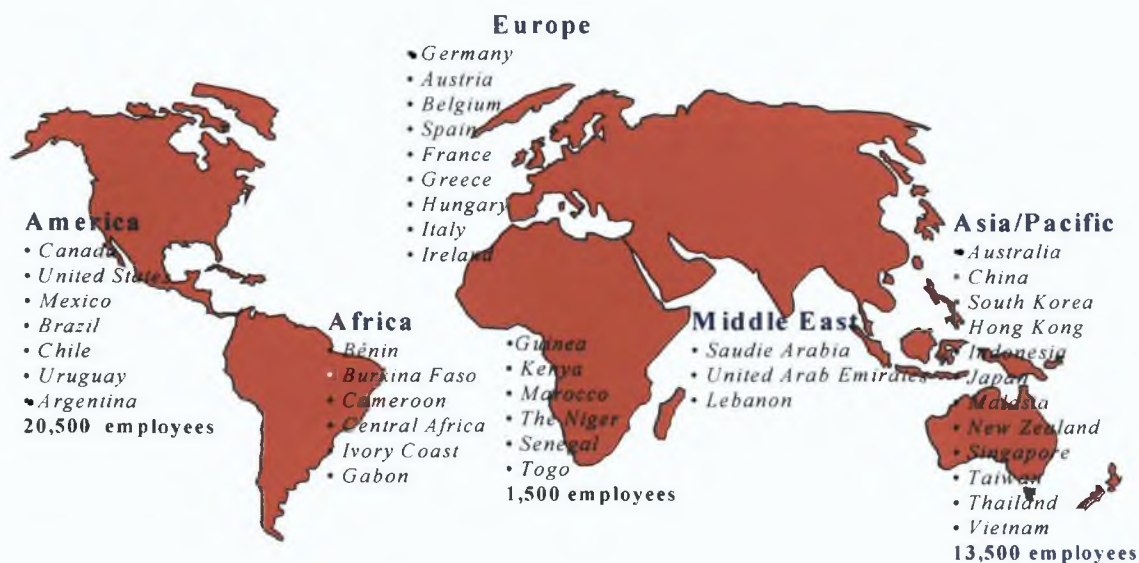 Europe
• Germany
• Austria
• Belgium
• Spain
• France
• Greece
• Hungary
• Italy
• Ireland
America
• Canada
• United States
• Mexico
• Brazil
• Chile
• Uruguay
• Argentina
20,500 employees
Africa
• Bénin
• Burkina Faso
• Cameroon
• Central Africa
• Ivory Coast
• Gabon
• Guinea
• Kenya
• Marocco
• The Niger
• Senegal
• Togo
1,500 employees
Middle East
• Saudie Arabia
• United Arab Emirates
• Lebanon
Asia/Pacific
• Australia
• China
• South Korea
• Hong Kong
• Indonesia
• Japan
• Malasia
• New Zealand
• Singapore
• Taiwan
• Thailand
• Vietnam
13,500 employees